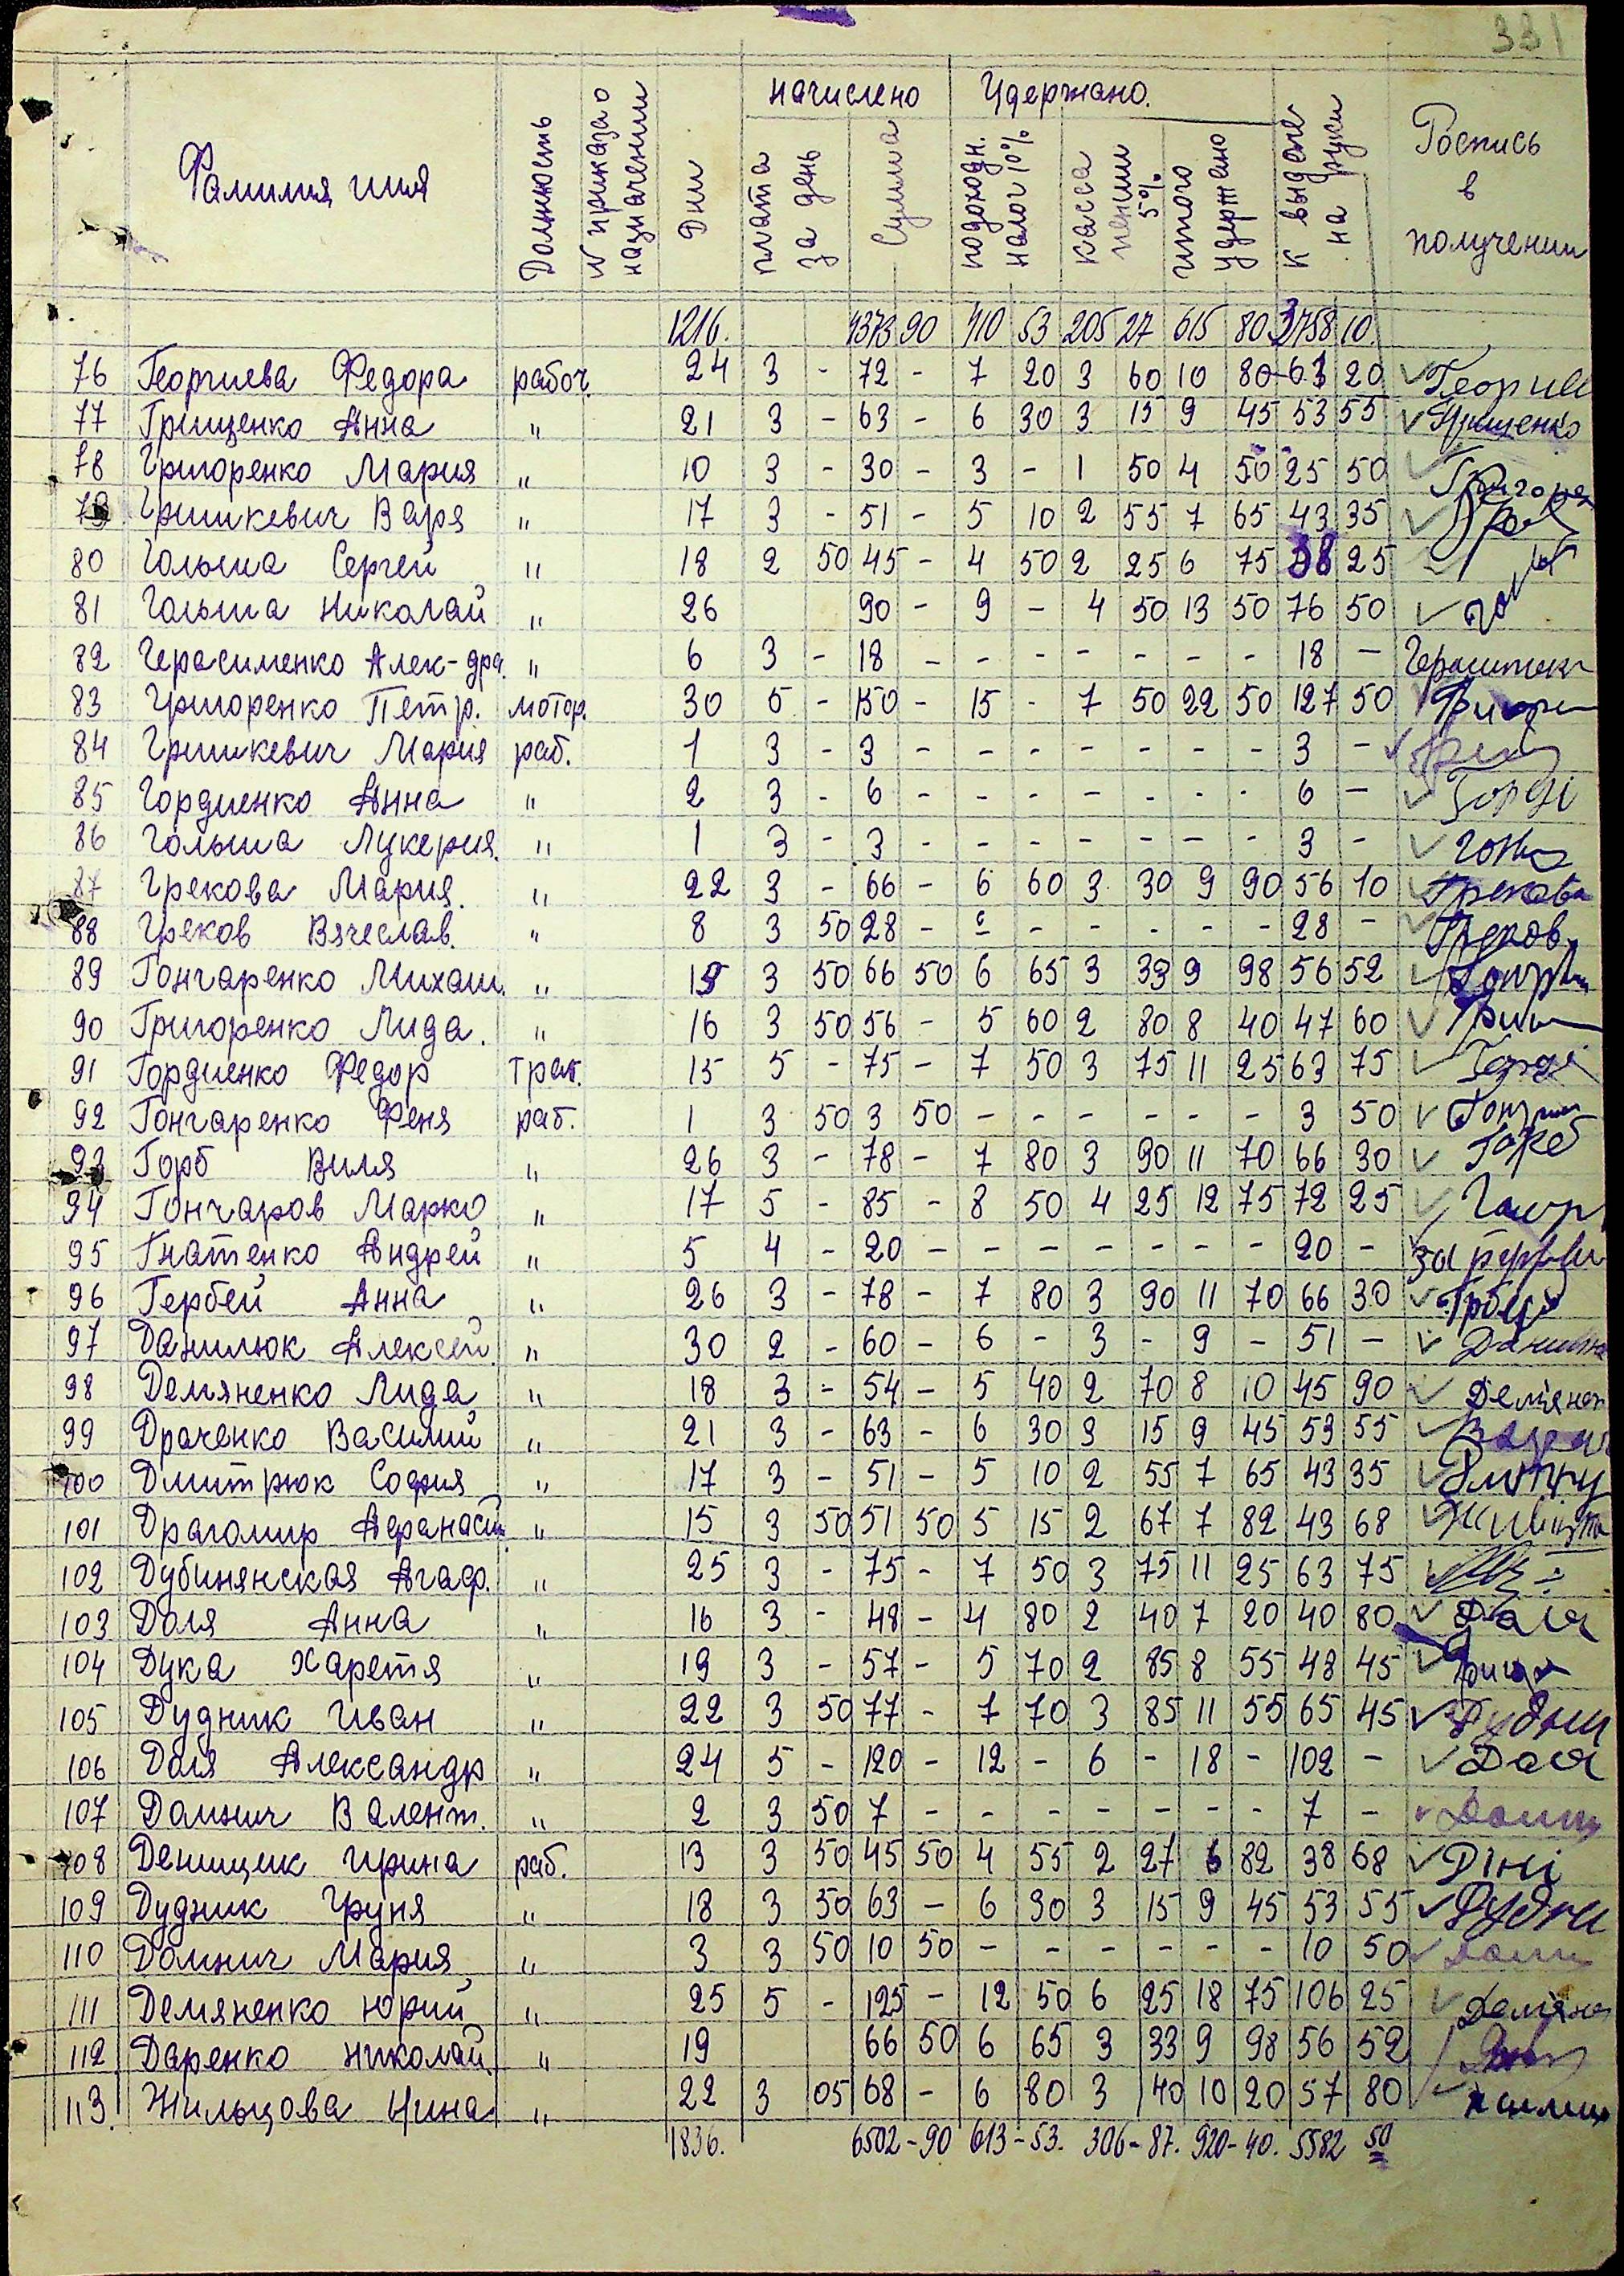 331
Фамилия имя Должность № приказа о назначении Дни начислено плата за день Сумма Удержано. подоходн. налог 10% касса пенсии 5% итого удержано К выдаче на руки Роспись в получении
1216. 4373 90 410 53 205 27 615 80 3758 10
76 Георгиева Федора рабоч. 24 3 - 72 - 7 20 3 60 10 80 61 20
77 Грищенко Анна " 21 3 - 63 - 6 30 3 15 9 45 53 55 Грищенко
78 Григоренко Мария " 10 3 - 30 - 3 - 1 50 4 50 25 50
79 Гришкевич Варя " 17 3 - 51 - 5 10 2 55 7 65 43 35
80 Гольша Сергей " 18 2 50 45 - 4 50 2 25 6 75 38 25
81 Гольша Николай " 26 90 - 9 - 4 50 13 50 76 50
82 Герасименко Алек-дра. " 6 3 - 18 - - - - - - - 18 -
83 Григоренко Петр. мотор. 30 5 - 150 - 15 - 7 50 22 50 127 50
84 Гришкевич Мария раб. 1 3 - 3 - - - - - - - 3 -
85 Гордиенко Анна " 2 3 - 6 - - - - - - - 6 - Горді
86 Гольша Лукерия. " 1 3 - 3 - - - - - - - 3 -
87 Грекова Мария. " 22 3 - 66 - 6 60 3 30 9 90 56 10 Грекова
88 Греков Вячеслав. " 8 3 50 28 - - - - - - - 28 - Греков
89 Гончаренко Михаил. " 19 3 50 66 50 6 65 3 33 9 98 56 52
90 Григоренко Лида. " 16 3 50 56 - 5 60 2 80 8 40 47 60
91 Гордиенко Федор Трак. 15 5 - 75 - 7 50 3 75 11 25 63 75
92 Гончаренко Феня раб. 1 3 50 3 50 - - - - - - 3 50
93 Горб Виля " 26 3 - 78 - 7 80 3 90 11 70 66 30
94 Гончаров Марко " 17 5 - 85 - 8 50 4 25 12 75 72 25
95 Гнатенко Андрей " 5 4 - 20 - - - - - - - 20 -
96 Гербей Анна " 26 3 - 78 - 7 80 3 90 11 70 66 30
97 Данилюк Алексей. " 30 2 - 60 - 6 - 3 - 9 - 51 -
98 Демяненко Лида " 18 3 - 54 - 5 40 2 70 8 10 45 90
99 Драченко Василий " 21 3 - 63 - 6 30 3 15 9 45 53 55
100 Дмитрюк София " 17 3 - 51 - 5 10 2 55 7 65 43 35
101 Драгомир Афанасий. " 15 3 50 51 50 5 15 2 67 7 82 43 68
102 Дубинянская Агаф. " 25 3 - 75 - 7 50 3 75 11 25 63 75
103 Доля Анна " 16 3 - 48 - 4 80 2 40 7 20 40 80 Доля
104 Дука Харетя " 19 3 - 57 - 5 70 2 85 8 55 48 45
105 Дудник Иван " 22 3 50 77 - 7 70 3 85 11 55 65 45
106 Доля Александр " 24 5 - 120 - 12 - 6 - 18 - 102 - Доля
107 Домнич Валент. " 2 3 50 7 - - - - - - - 7 -
108 Денищик Ирина раб. 13 3 50 45 50 4 55 2 27 6 82 38 68 Дені
109 Дудник Груня " 18 3 50 63 - 6 30 3 15 9 45 53 55
110 Домнич Мария " 3 3 50 10 50 - - - - - - 10 50
111 Демяненко Юрий " 25 5 - 125 - 12 50 6 25 18 75 106 25
112 Даренко Николай. " 19 66 50 6 65 3 33 9 98 56 52
113. Жильцова Нина " 22 3 05 68 - 6 80 3 40 10 20 57 80
1836. 6502-90 613-53. 306-87. 920-40. 5582 50